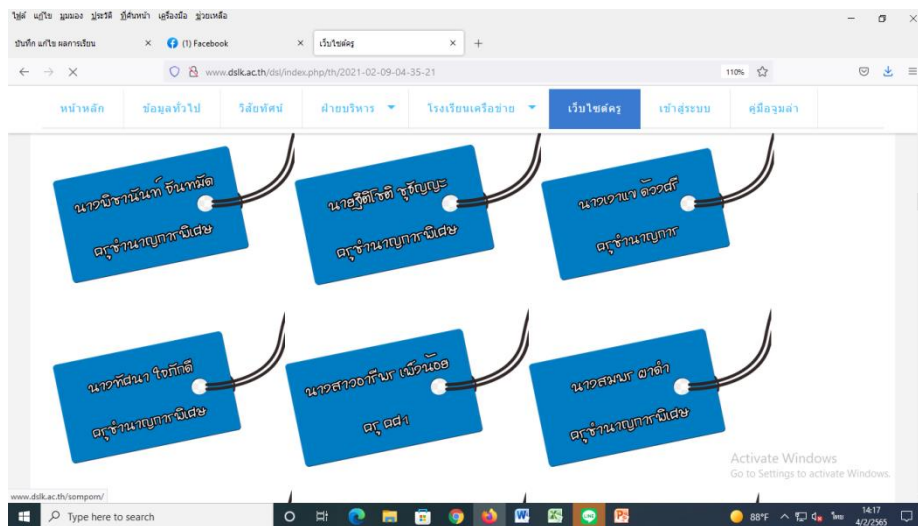 ไฟล์ แก้ไข มุมมอง ประวัติ ที่คั่นหน้า เครื่องมือ ช่วยเหลือ
บันทึก แก้ไข ผลการเรียน
(1) Facebook
เว็บไซต์ครู
www.dslk.ac.th/dsl/index.php/th/2021-02-09-04-35-21
110%
หน้าหลัก ข้อมูลทั่วไป วิสัยทัศน์ ฝ่ายบริหาร โรงเรียนเครือข่าย เว็บไซต์ครู เข้าสู่ระบบ คู่มือจุมล่า
นางพิชานันท์ จันทมัด
ครูชำนาญการพิเศษ
นายฐิติโชติ ชูชัญญะ
ครูชำนาญการพิเศษ
ครูชำนาญการ
นางทัศนา ใจภักดี
ครูชำนาญการพิเศษ
นางสาวอารีพร เพ็งน้อย
ครู คศ1
นางสมพร ผาดำ
ครูชำนาญการพิเศษ
Activate Windows
Go to Settings to activate Windows.
www.dslk.ac.th/sompom/
Type here to search
88°F
ไทย
14:17
4/2/2565